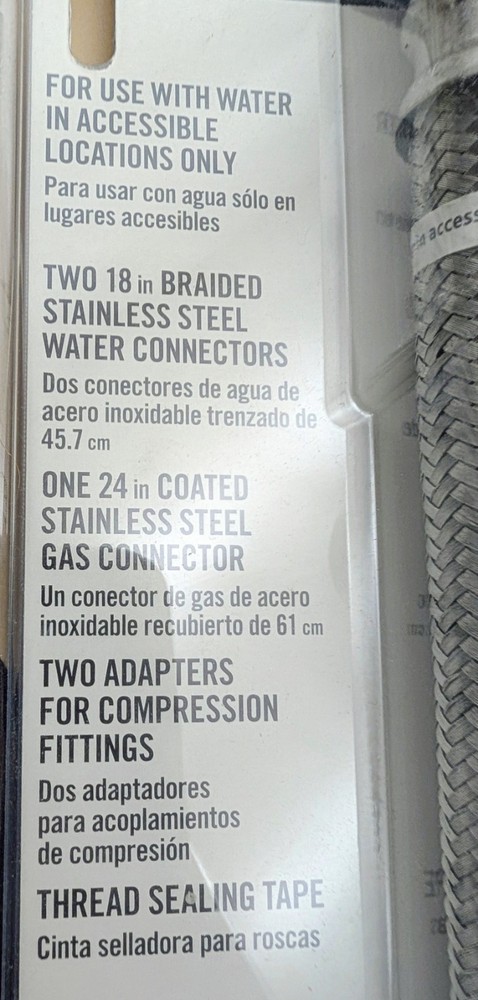 FOR USE WITH WATER
IN ACCESSIBLE
LOCATIONS ONLY
Para usar con agua sólo en
lugares accesibles
TWO 18 in BRAIDED
STAINLESS STEEL
WATER CONNECTORS
Dos conectores de agua de
acero inoxidable trenzado de
45.7 cm
ONE 24 in COATED
STAINLESS STEEL
GAS CONNECTOR
Un conector de gas de acero
inoxidable recubierto de 61 cm
TWO ADAPTERS
FOR COMPRESSION
FITTINGS
Dos adaptadores
para acoplamientos
de compresión
THREAD SEALING TAPE
Cinta selladora para roscas
in access